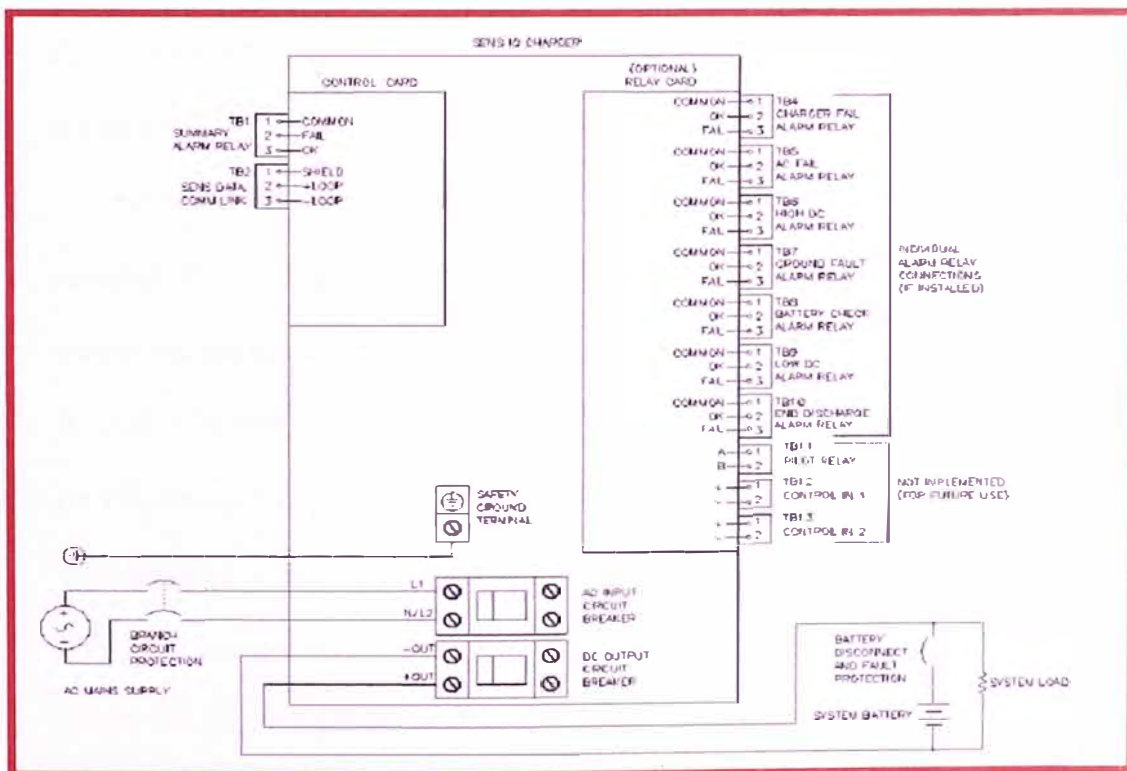 SENS IQ CHARGER
CONTROL CARD
(OPTIONAL)
RELAY CARD
TB1
SUMMARY
ALARM RELAY
1 COMMON
2 FAIL
3 OK
TB2
SENS DATA
COMM LINK
1 SHIELD
2 +LOOP
3 -LOOP
COMMON 1 TB4
OK 2 CHARGER FAIL
FAIL 3 ALARM RELAY
COMMON 1 TB5
OK 2 AC FAIL
FAIL 3 ALARM RELAY
COMMON 1 TB6
OK 2 HIGH DC
FAIL 3 ALARM RELAY
COMMON 1 TB7
OK 2 GROUND FAULT
FAIL 3 ALARM RELAY
COMMON 1 TB8
OK 2 BATTERY CHECK
FAIL 3 ALARM RELAY
COMMON 1 TB9
OK 2 LOW DC
FAIL 3 ALARM RELAY
COMMON 1 TB10
OK 2 END DISCHARGE
FAIL 3 ALARM RELAY
INDIVIDUAL
ALARM RELAY
CONNECTIONS
(IF INSTALLED)
A 1 TB11
B 2 PILOT RELAY
+ 1 TB12
- 2 CONTROL IN 1
+ 1 TB13
- 2 CONTROL IN 2
NOT IMPLEMENTED
(FOR FUTURE USE)
SAFETY
GROUND
TERMINAL
L1
N/L2
AC INPUT
CIRCUIT
BREAKER
-OUT
+OUT
DC OUTPUT
CIRCUIT
BREAKER
BRANCH
CIRCUIT
PROTECTION
AC MAINS SUPPLY
BATTERY
DISCONNECT
AND FAULT
PROTECTION
SYSTEM LOAD
SYSTEM BATTERY